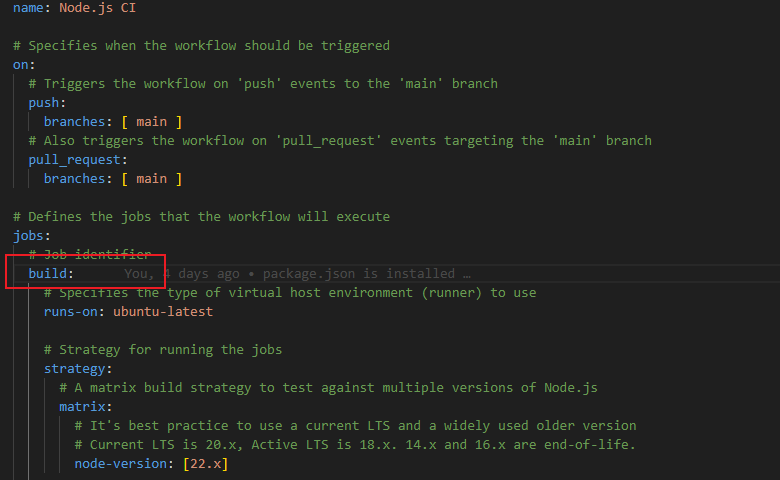 name: Node.js CI
# Specifies when the workflow should be triggered
on:
# Triggers the workflow on 'push' events to the 'main' branch
push:
branches: [ main ]
# Also triggers the workflow on 'pull_request' events targeting the 'main' branch
pull_request:
branches: [ main ]
# Defines the jobs that the workflow will execute
jobs:
# Job identifier
build: You, 4 days ago • package.json is installed …
# Specifies the type of virtual host environment (runner) to use
runs-on: ubuntu-latest
# Strategy for running the jobs
strategy:
# A matrix build strategy to test against multiple versions of Node.js
matrix:
# It's best practice to use a current LTS and a widely used older version
# Current LTS is 20.x, Active LTS is 18.x. 14.x and 16.x are end-of-life.
node-version: [22.x]